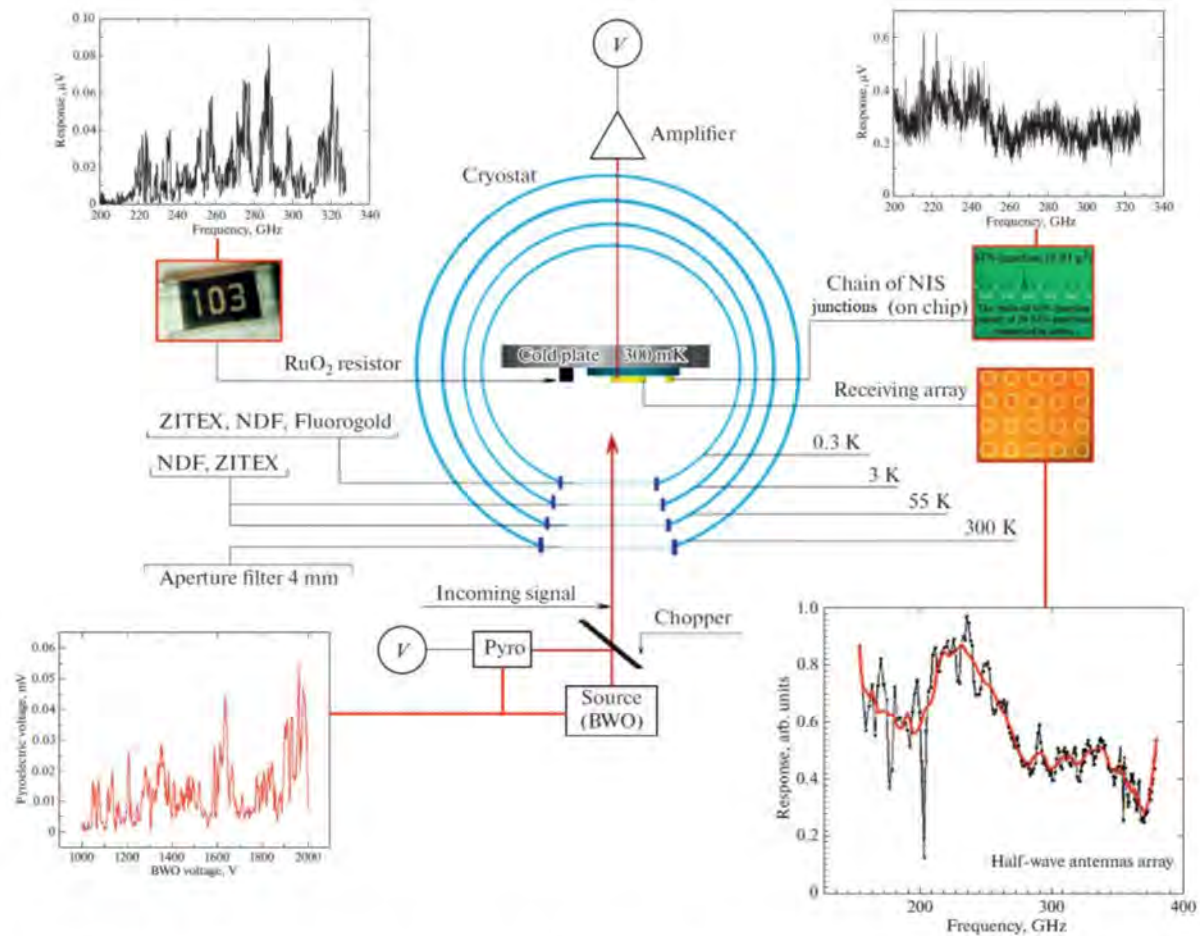 0.10
0.08
0.06
0.04
0.02
0
Response, μV
200 220 240 260 280 300 320 340
Frequency, GHz
V
Amplifier
Cryostat
0.6
0.4
0.2
0
Response, μV
200 220 240 260 280 300 320 340
Frequency, GHz
103
RuO₂ resistor
Cold plate 300 mK
Chain of NIS
junctions (on chip)
Receiving array
ZITEX, NDF, Fluorogold
NDF, ZITEX
Aperture filter 4 mm
0.3 K
3 K
55 K
300 K
Incoming signal
Chopper
V
Pyro
Source
(BWO)
0.06
0.05
0.04
0.03
0.02
0.01
0
Pyroelectric voltage, mV
1000 1200 1400 1600 1800 2000
BWO voltage, V
1.0
0.8
0.6
0.4
0.2
0
Response, arb. units
Half-wave antennas array
200 300 400
Frequency, GHz